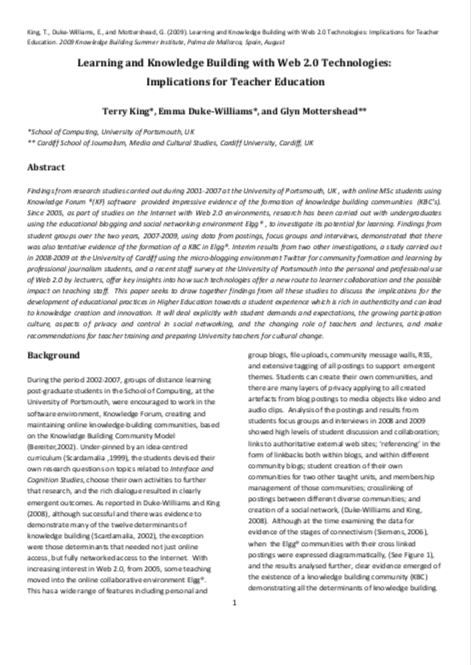 King, T., Duke-Williams, E., and Mottershead, G. (2009). Learning and Knowledge Building with Web 2.0 Technologies: Implications for Teacher
Education. 2009 Knowledge Building Summer Institute, Palma de Mallorca, Spain, August
Learning and Knowledge Building with Web 2.0 Technologies:
Implications for Teacher Education
Terry King*, Emma Duke-Williams*, and Glyn Mottershead**
*School of Computing, University of Portsmouth, UK
** Cardiff School of Journalism, Media and Cultural Studies, Cardiff University, Cardiff, UK
Abstract
Findings from research studies carried out during 2001-2007 at the University of Portsmouth, UK , with online MSc students using
Knowledge Forum ®(KF) software provided impressive evidence of the formation of knowledge building communities (KBC's).
Since 2005, as part of studies on the Internet with Web 2.0 environments, research has been carried out with undergraduates
using the educational blogging and social networking environment Elgg® , to investigate its potential for learning. Findings from
student groups over the two years, 2007-2009, using data from postings, focus groups and interviews, demonstrated that there
was also tentative evidence of the formation of a KBC in Elgg®. Interim results from two other investigations, a study carried out
in 2008-2009 at the University of Cardiff using the micro-blogging environment Twitter for community formation and learning by
professional journalism students, and a recent staff survey at the University of Portsmouth into the personal and professional use
of Web 2.0 by lecturers, offer key insights into how such technologies offer a new route to learner collaboration and the possible
impact on teaching staff. This paper seeks to draw together findings from all these studies to discuss the implications for the
development of educational practices in Higher Education towards a student experience which is rich in authenticity and can lead
to knowledge creation and innovation. It will deal explicitly with student demands and expectations, the growing participation
culture, aspects of privacy and control in social networking, and the changing role of teachers and lectures, and make
recommendations for teacher training and preparing University teachers for cultural change.
Background
During the period 2002-2007, groups of distance learning
post-graduate students in the School of Computing, at the
University of Portsmouth, were encouraged to work in the
software environment, Knowledge Forum, creating and
maintaining online knowledge-building communities, based
on the Knowledge Building Community Model
(Bereiter,2002). Underpinned by an idea-centered
curriculum (Scardamalia ,1999), the students devised their
own research questions on topics related to Interface and
Cognition Studies, choose their own activities to further
that research, and the rich dialogue resulted in clearly
emergent outcomes. As reported in Duke-Williams and King
(2008), although successful and there was evidence to
demonstrate many of the twelve determinants of
knowledge building (Scardamalia, 2002), the exception
were those determinants that needed not just online
access, but fully networked access to the Internet. With
increasing interest in Web 2.0, from 2005, some teaching
moved into the online collaborative environment Elgg®.
This has a wide range of features including personal and
group blogs, file uploads, community message walls, RSS,
and extensive tagging of all postings to support emergent
themes. Students can create their own communities, and
there are many layers of privacy applying to all created
artefacts from blog postings to media objects like video and
audio clips. Analysis of the postings and results from
students focus groups and interviews in 2008 and 2009
showed high levels of student discussion and collaboration;
links to authoritative external web sites; 'referencing' in the
form of linkbacks both within blogs, and within different
community blogs; student creation of their own
communities for two other taught units, and membership
management of those communities; crosslinking of
postings between different diverse communities; and
creation of a social network, (Duke-Williams and King,
2008). Although at the time examining the data for
evidence of the stages of connectivism (Siemens, 2006),
when the Elgg® communities with their cross linked
postings were expressed diagrammatically, (See Figure 1),
and the results analysed further, clear evidence emerged of
the existence of a knowledge building community (KBC)
demonstrating all the determinants of knowledge building.
1